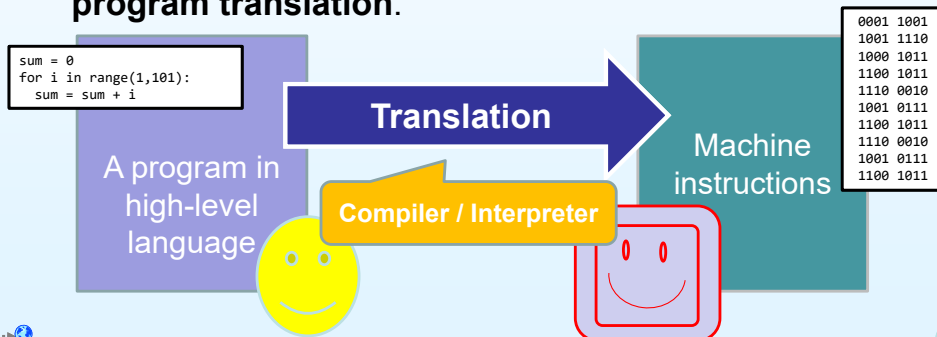 program translation.
sum = 0
for i in range(1,101):
  sum = sum + i
A program in
high-level
language
Translation
Compiler / Interpreter
Machine
instructions
0001 1001
1001 1110
1000 1011
1100 1011
1110 0010
1001 0111
1100 1011
1110 0010
1001 0111
1100 1011